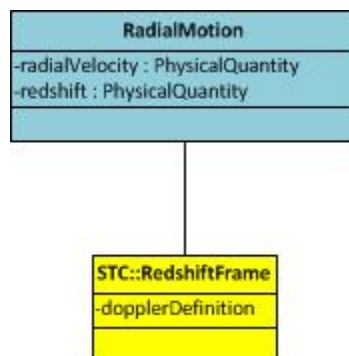 RadialMotion
-radialVelocity : PhysicalQuantity
-redshift : PhysicalQuantity
STC::RedshiftFrame
-dopplerDefinition